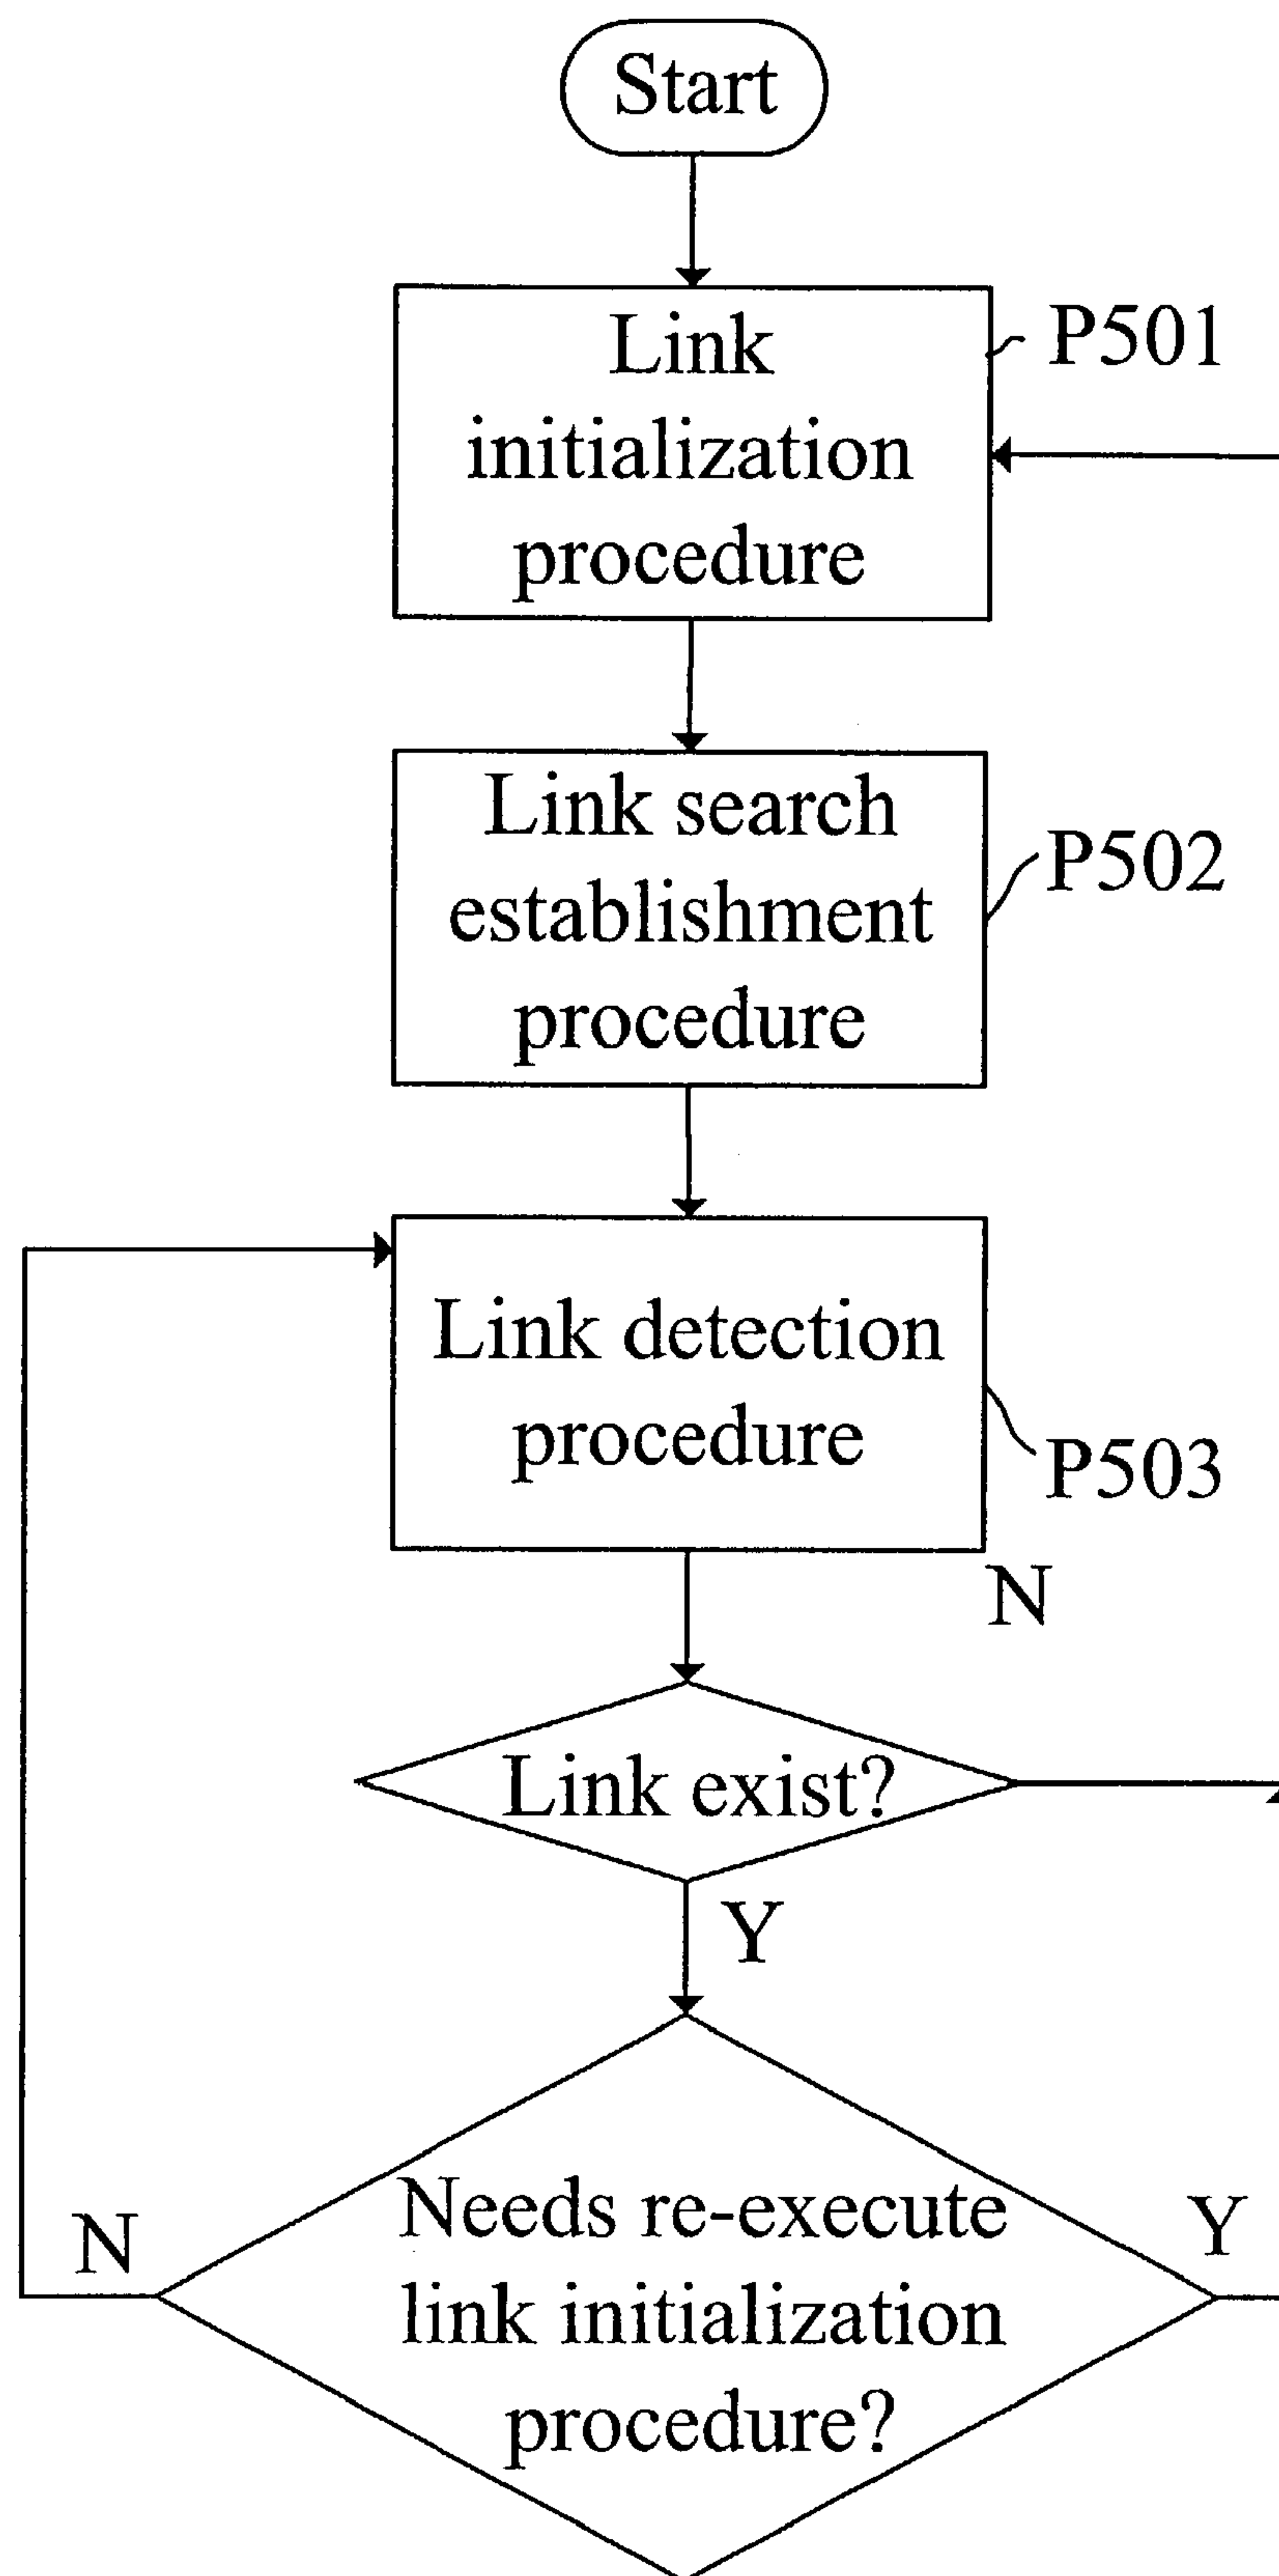 Start
Link
initialization
procedure
P501
Link search
establishment
procedure
P502
Link detection
procedure
P503
N
Link exist?
Y
Needs re-execute
link initialization
procedure?
N
Y